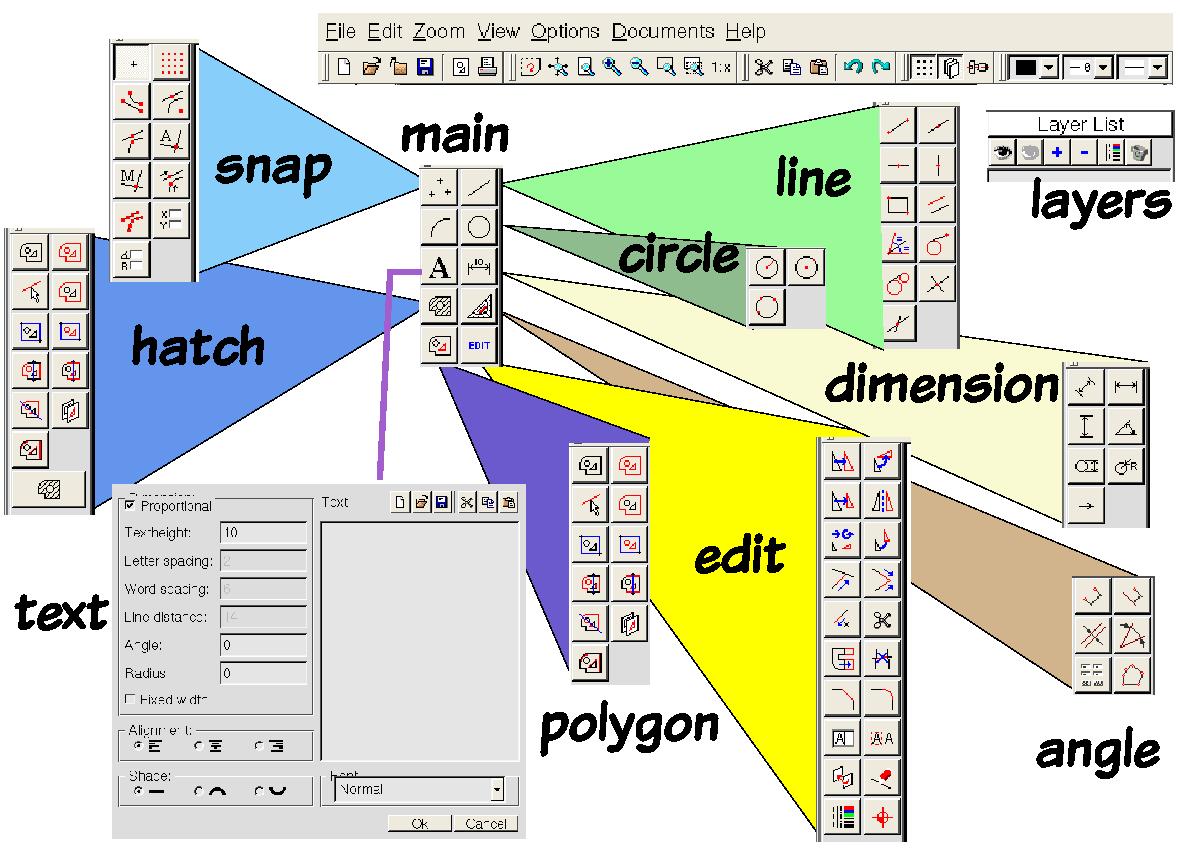 File Edit Zoom View Options Documents Help
1:x
0
main
snap
line
Layer List
layers
A
M
X
Y
R
circle
A
10
EDIT
hatch
dimension
R
Proportional
Text
Textheight: 10
Letter spacing: 2
Word spacing: 6
Line distance: 14
Angle: 0
Radius 0
Fixed width
text
Alignment:
Shape:
Normal
Ok Cancel
edit
A
A A
polygon
angle